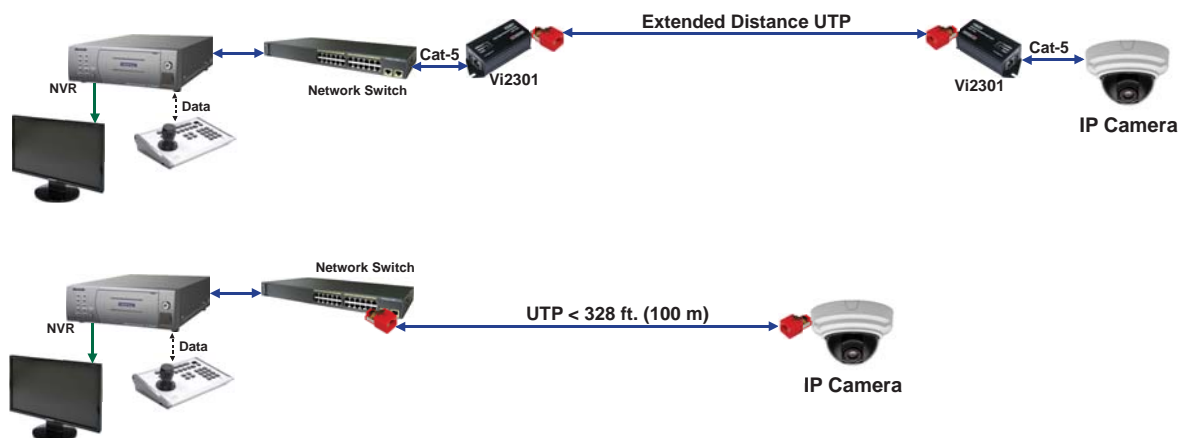 Extended Distance UTP
Cat-5
Cat-5
NVR
Network Switch
Vi2301
Vi2301
Data
IP Camera
Network Switch
UTP < 328 ft. (100 m)
NVR
Data
IP Camera